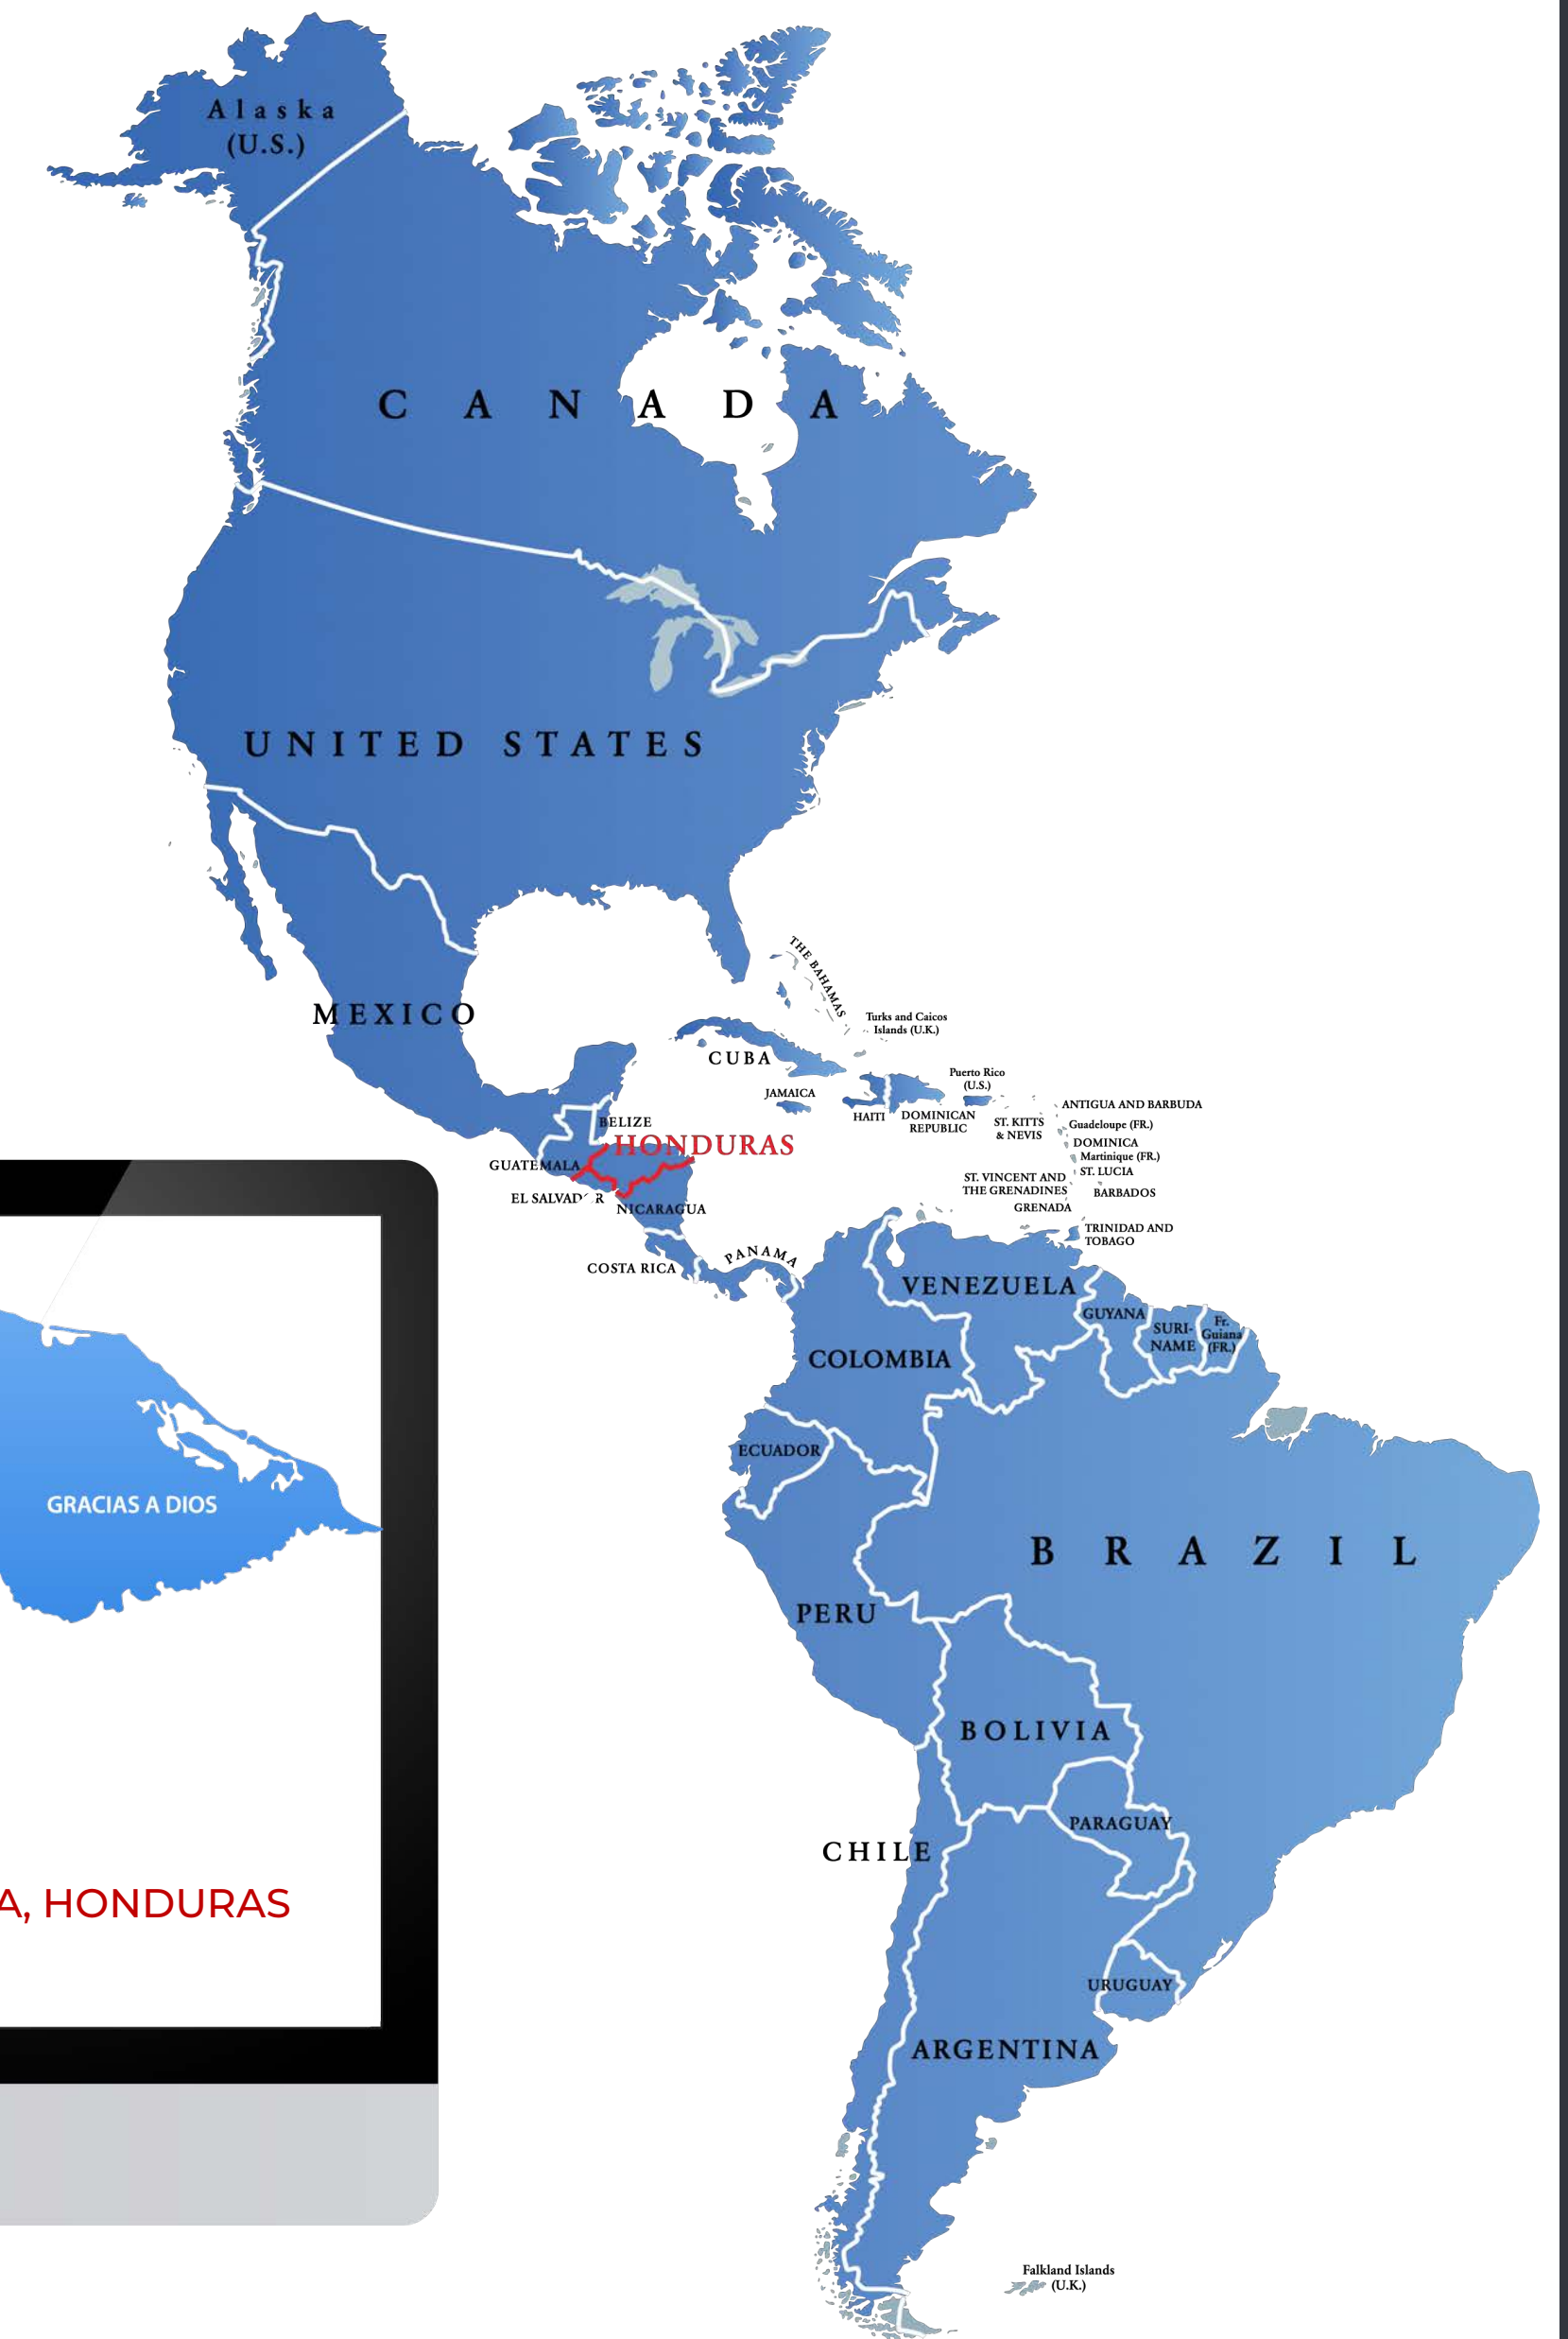 Alaska
(U.S.)
CANADA
UNITED STATES
MEXICO
THE BAHAMAS
Turks and Caicos
Islands (U.K.)
CUBA
Puerto Rico
(U.S.)
JAMAICA
HAITI
DOMINICAN
REPUBLIC
ST. KITTS
& NEVIS
ANTIGUA AND BARBUDA
Guadeloupe (FR.)
DOMINICA
Martinique (FR.)
ST. LUCIA
ST. VINCENT AND
THE GRENADINES
BARBADOS
GRENADA
TRINIDAD AND
TOBAGO
BELIZE
HONDURAS
GUATEMALA
EL SALVAD R
NICARAGUA
COSTA RICA
PANAMA
VENEZUELA
GUYANA
SURI-
NAME
Fr.
Guiana
(FR.)
COLOMBIA
ECUADOR
GRACIAS A DIOS
BRAZIL
PERU
BOLIVIA
PARAGUAY
CHILE
A, HONDURAS
URUGUAY
ARGENTINA
Falkland Islands
(U.K.)